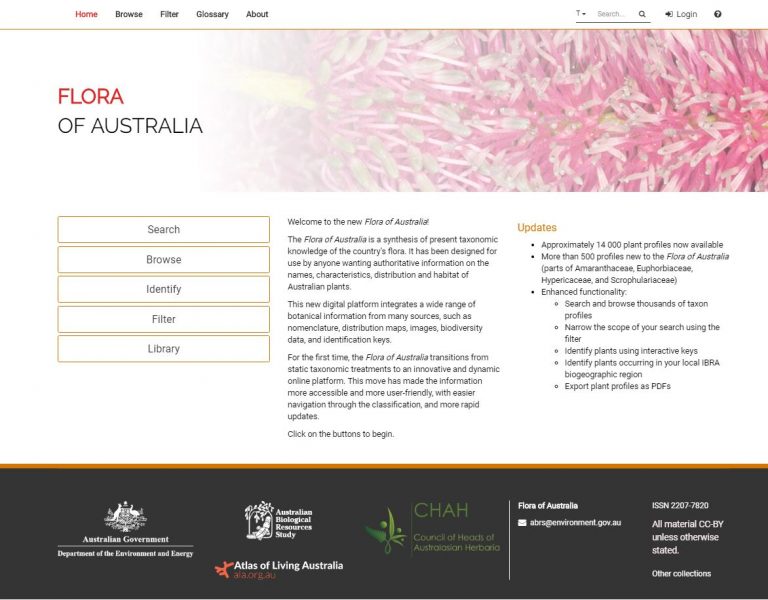 Home Browse Filter Glossary About T Search... Login
FLORA
OF AUSTRALIA
Search
Browse
Identify
Filter
Library
Welcome to the new Flora of Australia!
The Flora of Australia is a synthesis of present taxonomic
knowledge of the country's flora. It has been designed for
use by anyone wanting authoritative information on the
names, characteristics, distribution and habitat of
Australian plants.
This new digital platform integrates a wide range of
botanical information from many sources, such as
nomenclature, distribution maps, images, biodiversity
data, and identification keys.
For the first time, the Flora of Australia transitions from
static taxonomic treatments to an innovative and dynamic
online platform. This move has made the information
more accessible and more user-friendly, with easier
navigation through the classification, and more rapid
updates.
Click on the buttons to begin.
Updates
Approximately 14 000 plant profiles now available
More than 500 profiles new to the Flora of Australia
(parts of Amaranthaceae, Euphorbiaceae,
Hypericaceae, and Scrophulariaceae)
Enhanced functionality:
Search and browse thousands of taxon
profiles
Narrow the scope of your search using the
filter
Identify plants using interactive keys
Identify plants occurring in your local IBRA
biogeographic region
Export plant profiles as PDFs
Australian Government
Department of the Environment and Energy
Australian
Biological
Resources
Study
Atlas of Living Australia
ala.org.au
CHAH
Council of Heads of
Australasian Herbaria
Flora of Australia
abrs@environment.gov.au
ISSN 2207-7820
All material CC-BY
unless otherwise
stated.
Other collections